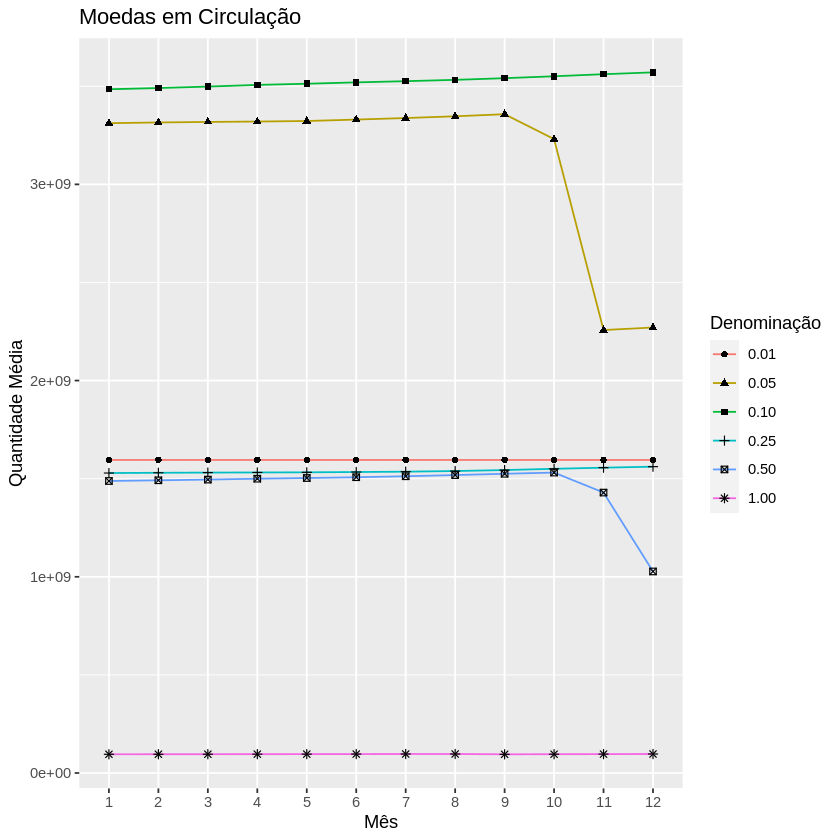 Moedas em Circulação
Quantidade Média
3e+09
2e+09
1e+09
0e+00
1 2 3 4 5 6 7 8 9 10 11 12
Mês
Denominação
0.01
0.05
0.10
0.25
0.50
1.00